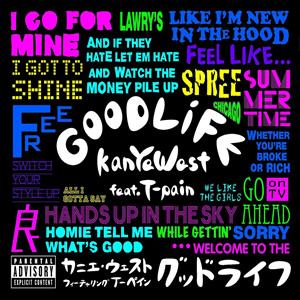 I GO FOR
MINE
I GOT TO
SHINE
LAWRY'S
AND IF THEY
HATE LET EM HATE
AND WATCH THE
MONEY PILE UP
LIKE I'M NEW
IN THE HOOD
FEEL LIKE...
SPREE
CHICAGO
SUM
MER
TIME
FREE
GOOD LIFE
KanYeWest
feat. T-pain
WHETHER
YOU'RE
BROKE
OR RICH
SWITCH
YOUR
STYLE UP
ALL I
GOTTA SAY
WE LIKE
THE GIRLS
GO
on TV
AHEAD
良
HANDS UP IN THE SKY
HOMIE TELL ME
WHAT'S GOOD
WHILE GETTIN'
SORRY
... WELCOME TO THE
PARENTAL
ADVISORY
EXPLICIT CONTENT
カニエ・ウェスト
フィーチャリング T-ペイン
グッドライフ